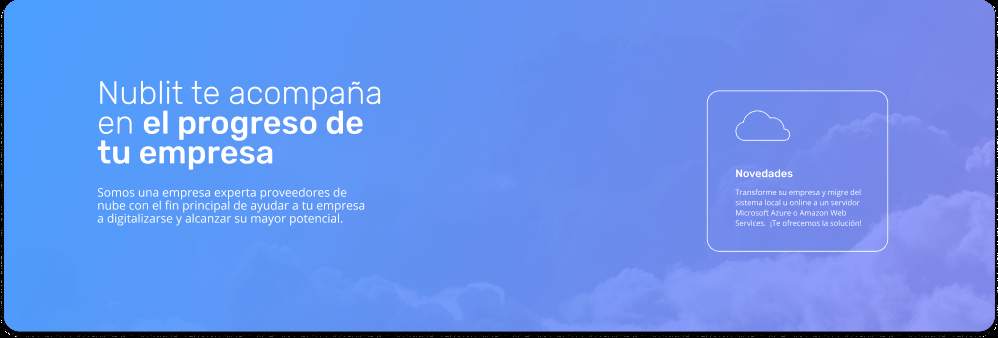 Nublit te acompaña
en el progreso de
tu empresa
Somos una empresa experta proveedores de
nube con el fin principal de ayudar a tu empresa
a digitalizarse y alcanzar su mayor potencial.
Novedades
Transforme su empresa y migre del
sistema local u online a un servidor
Microsoft Azure o Amazon Web
Services. ¡Te ofrecemos la solución!